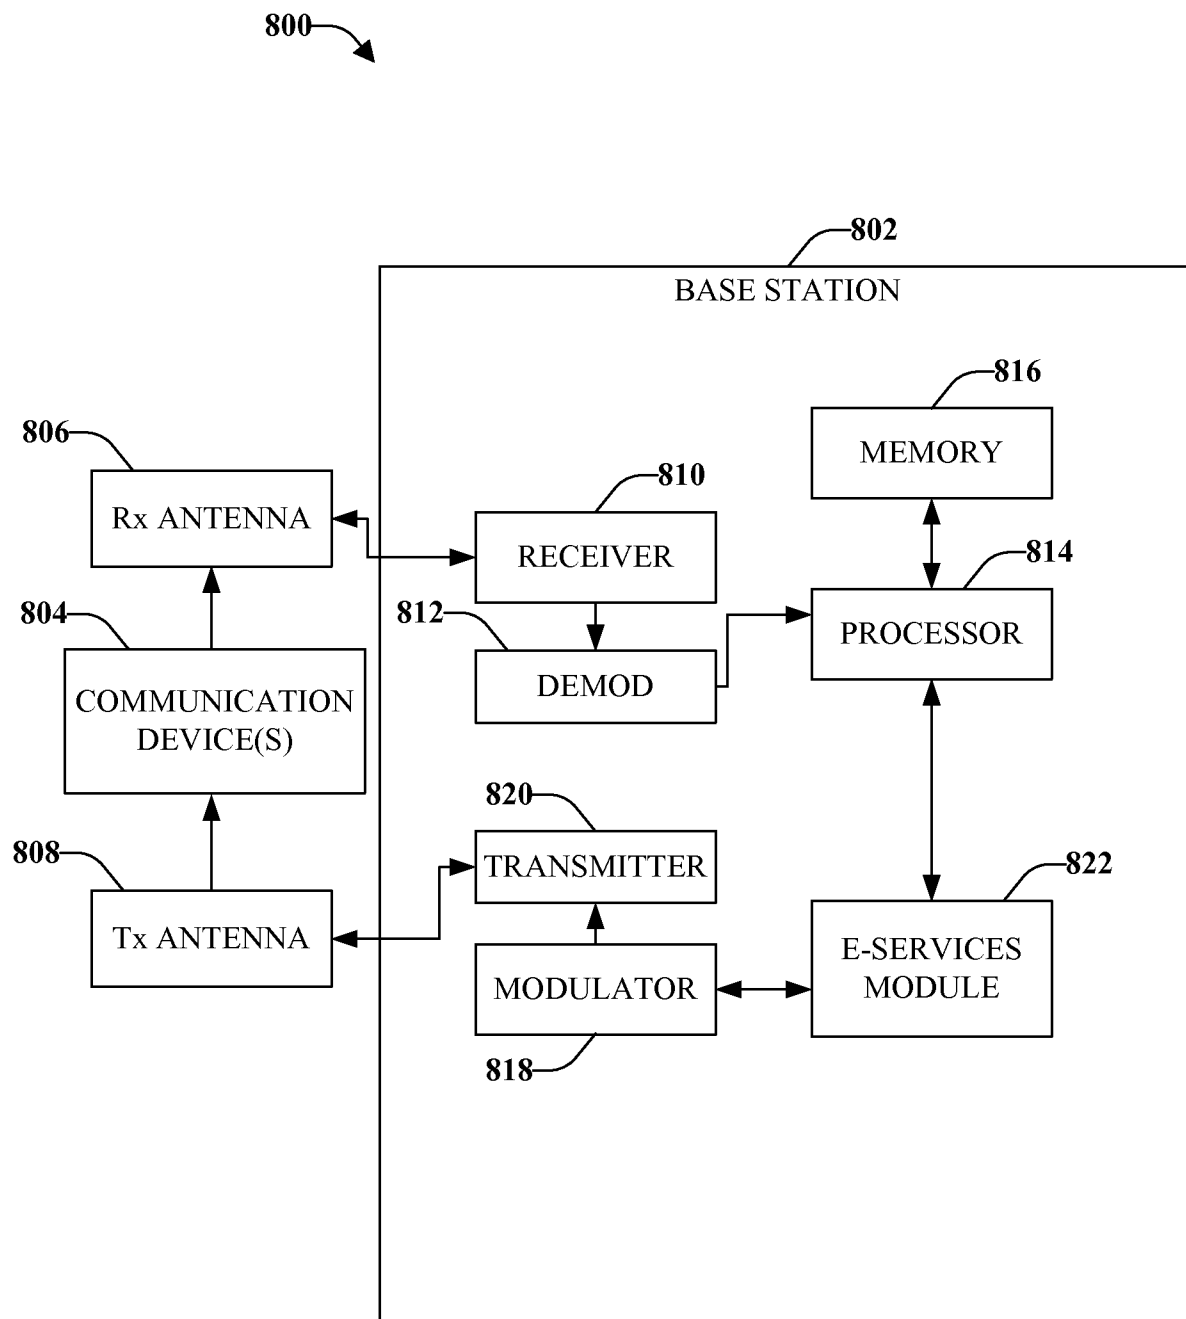 800
802
BASE STATION
816
MEMORY
806
Rx ANTENNA
810
RECEIVER
814
PROCESSOR
804
COMMUNICATION
DEVICE(S)
812
DEMOD
820
TRANSMITTER
808
Tx ANTENNA
822
E-SERVICES
MODULE
MODULATOR
818